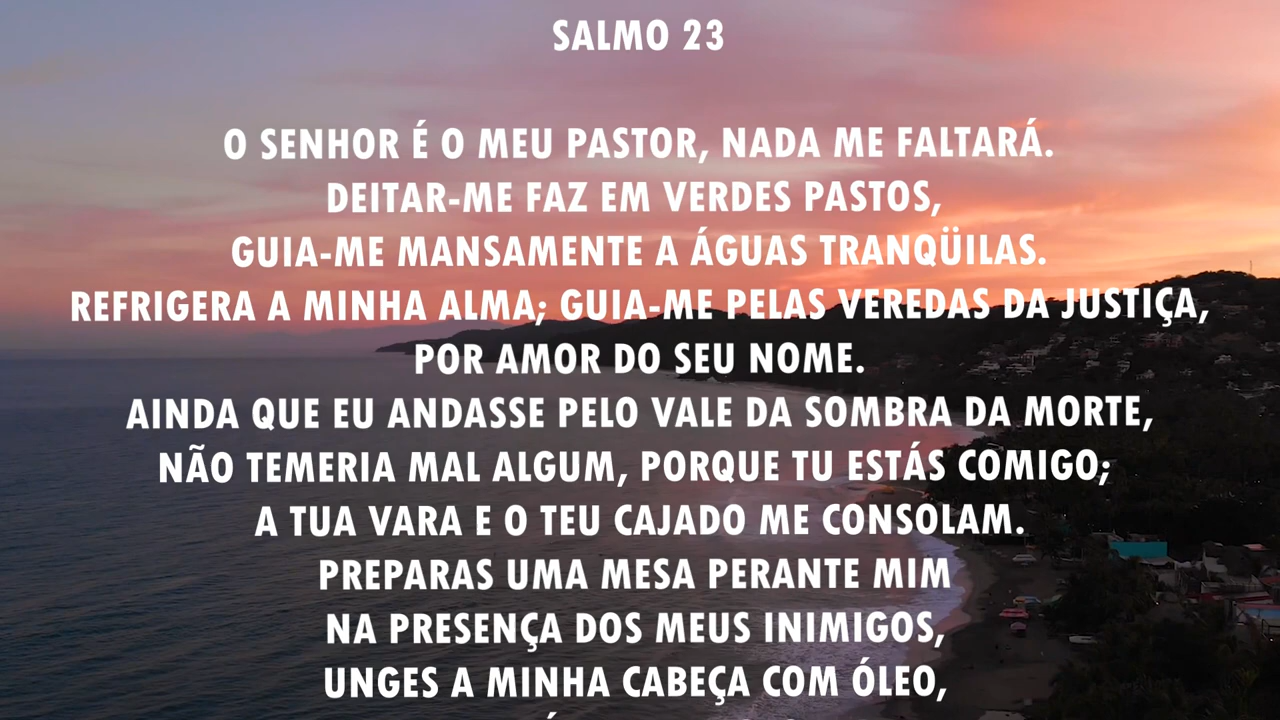 SALMO 23
O SENHOR É O MEU PASTOR, NADA ME FALTARÁ.
DEITAR-ME FAZ EM VERDES PASTOS,
GUIA-ME MANSAMENTE A ÁGUAS TRANQÜILAS.
REFRIGERA A MINHA ALMA; GUIA-ME PELAS VEREDAS DA JUSTIÇA,
POR AMOR DO SEU NOME.
AINDA QUE EU ANDASSE PELO VALE DA SOMBRA DA MORTE,
NÃO TEMERIA MAL ALGUM, PORQUE TU ESTÁS COMIGO;
A TUA VARA E O TEU CAJADO ME CONSOLAM.
PREPARAS UMA MESA PERANTE MIM
NA PRESENÇA DOS MEUS INIMIGOS,
UNGES A MINHA CABEÇA COM ÓLEO,